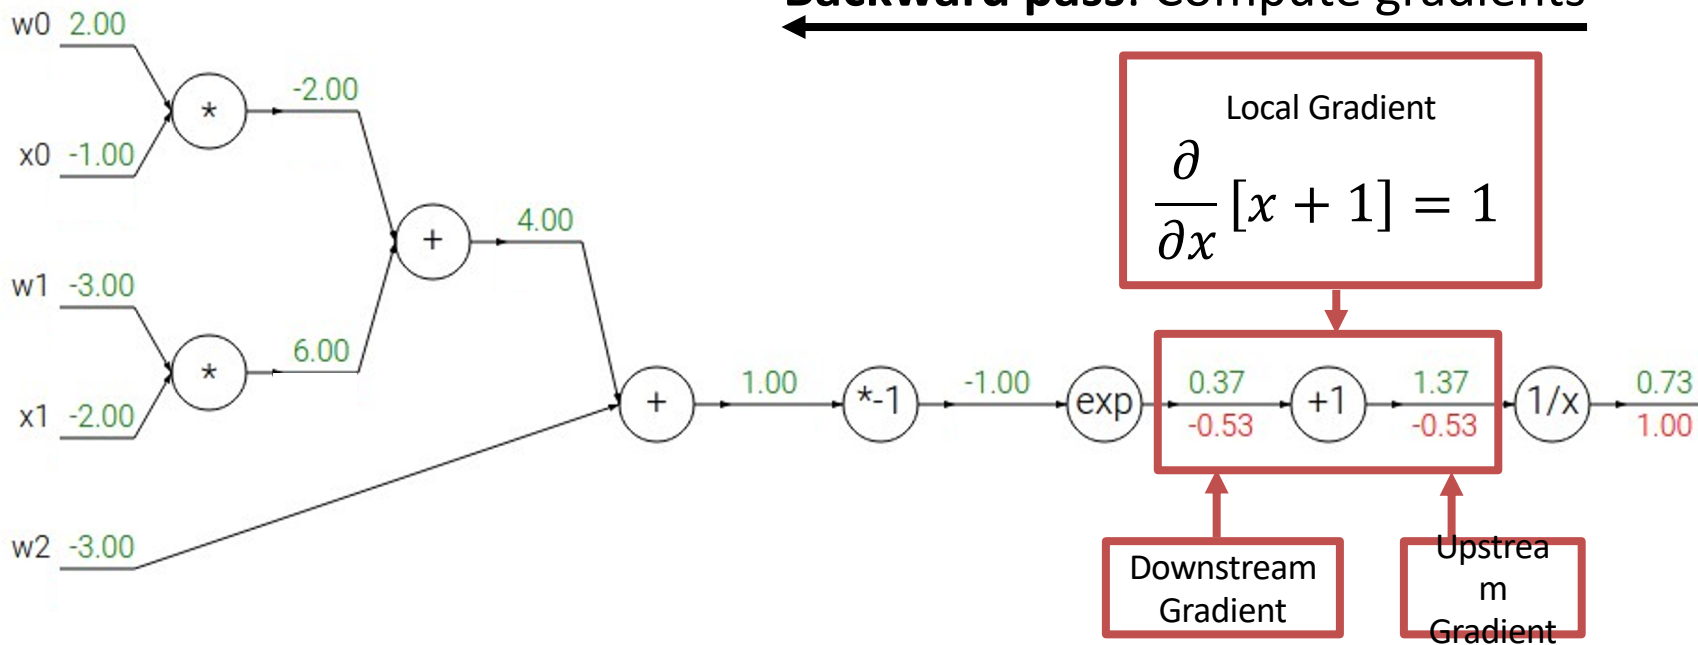 Backward pass: Compute gradients
w0 2.00
-2.00
*
x0 -1.00
Local Gradient
∂/∂x [x + 1] = 1
+
4.00
w1 -3.00
6.00
*
x1 -2.00
+
1.00
*-1
-1.00
exp
0.37
-0.53
+1
1.37
-0.53
1/x
0.73
1.00
w2 -3.00
Downstream
Gradient
Upstrea
m
Gradient